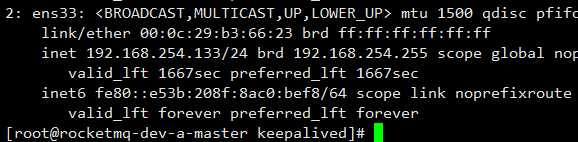 2: ens33: <BROADCAST,MULTICAST,UP,LOWER_UP> mtu 1500 qdisc pfifo
link/ether 00:0c:29:b3:66:23 brd ff:ff:ff:ff:ff:ff
inet 192.168.254.133/24 brd 192.168.254.255 scope global nop
valid_lft 1667sec preferred_lft 1667sec
inet6 fe80::e53b:208f:8ac0:bef8/64 scope link noprefixroute
valid_lft forever preferred_lft forever
[root@rocketmq-dev-a-master keepalived]#